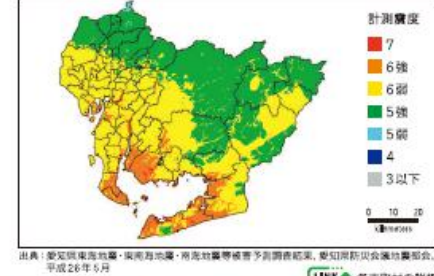 計測震度
7
6強
6弱
5強
5弱
4
3以下
0 10 20
出典：愛知県東海地震・東南海地震・南海地震等被害予測調査結果、愛知県防災会議地震部会、
平成26年5月
LINK